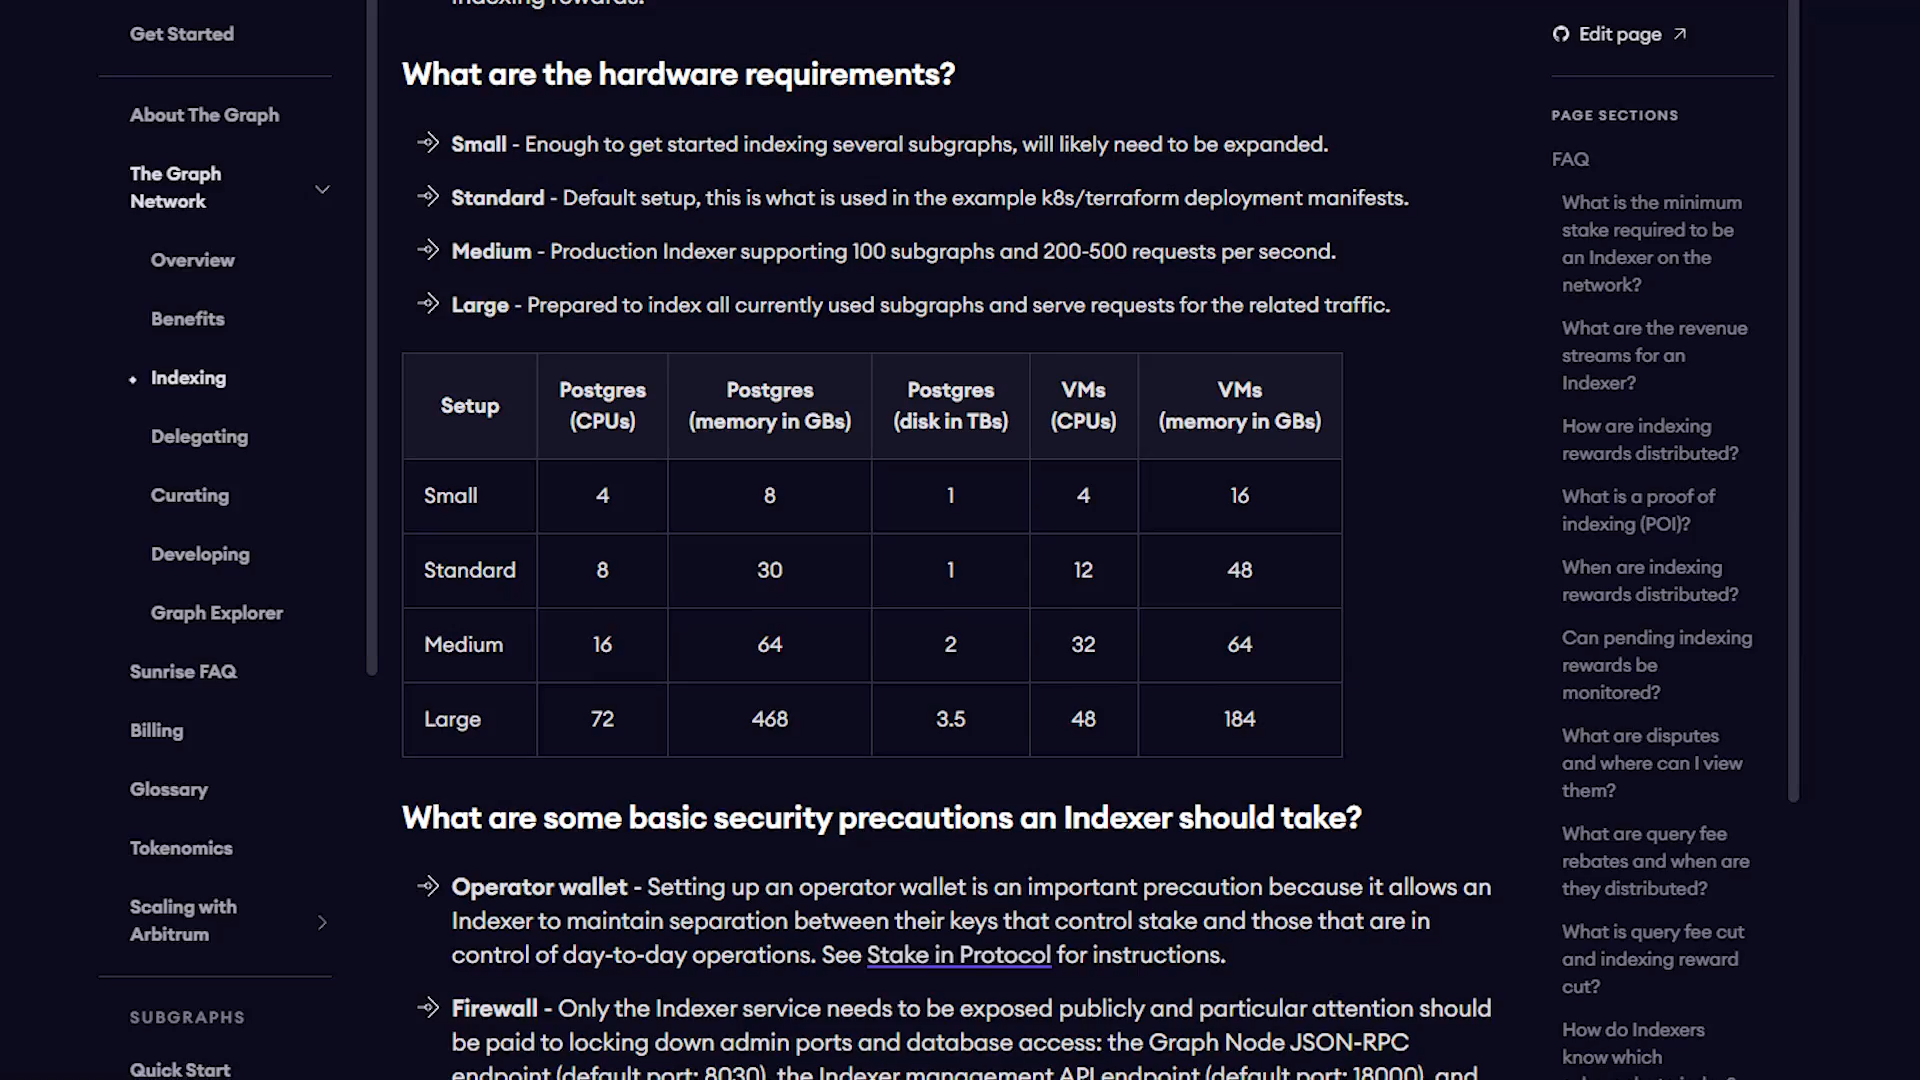 Get Started
About The Graph
The Graph
Network
Overview
Benefits
Indexing
Delegating
Curating
Developing
Graph Explorer
Sunrise FAQ
Billing
Glossary
Tokenomics
Scaling with
Arbitrum
SUBGRAPHS
Quick Start
indexing rewards.
What are the hardware requirements?
Small - Enough to get started indexing several subgraphs, will likely need to be expanded.
Standard - Default setup, this is what is used in the example k8s/terraform deployment manifests.
Medium - Production Indexer supporting 100 subgraphs and 200-500 requests per second.
Large - Prepared to index all currently used subgraphs and serve requests for the related traffic.
Setup Postgres (CPUs) Postgres (memory in GBs) Postgres (disk in TBs) VMs (CPUs) VMs (memory in GBs)
Small 4 8 1 4 16
Standard 8 30 1 12 48
Medium 16 64 2 32 64
Large 72 468 3.5 48 184
What are some basic security precautions an Indexer should take?
Operator wallet - Setting up an operator wallet is an important precaution because it allows an
Indexer to maintain separation between their keys that control stake and those that are in
control of day-to-day operations. See Stake in Protocol for instructions.
Firewall - Only the Indexer service needs to be exposed publicly and particular attention should
be paid to locking down admin ports and database access: the Graph Node JSON-RPC
endpoint (default port: 8030), the Indexer management API endpoint (default port: 18000), and
Edit page
PAGE SECTIONS
FAQ
What is the minimum
stake required to be
an Indexer on the
network?
What are the revenue
streams for an
Indexer?
How are indexing
rewards distributed?
What is a proof of
indexing (POI)?
When are indexing
rewards distributed?
Can pending indexing
rewards be
monitored?
What are disputes
and where can I view
them?
What are query fee
rebates and when are
they distributed?
What is query fee cut
and indexing reward
cut?
How do Indexers
know which